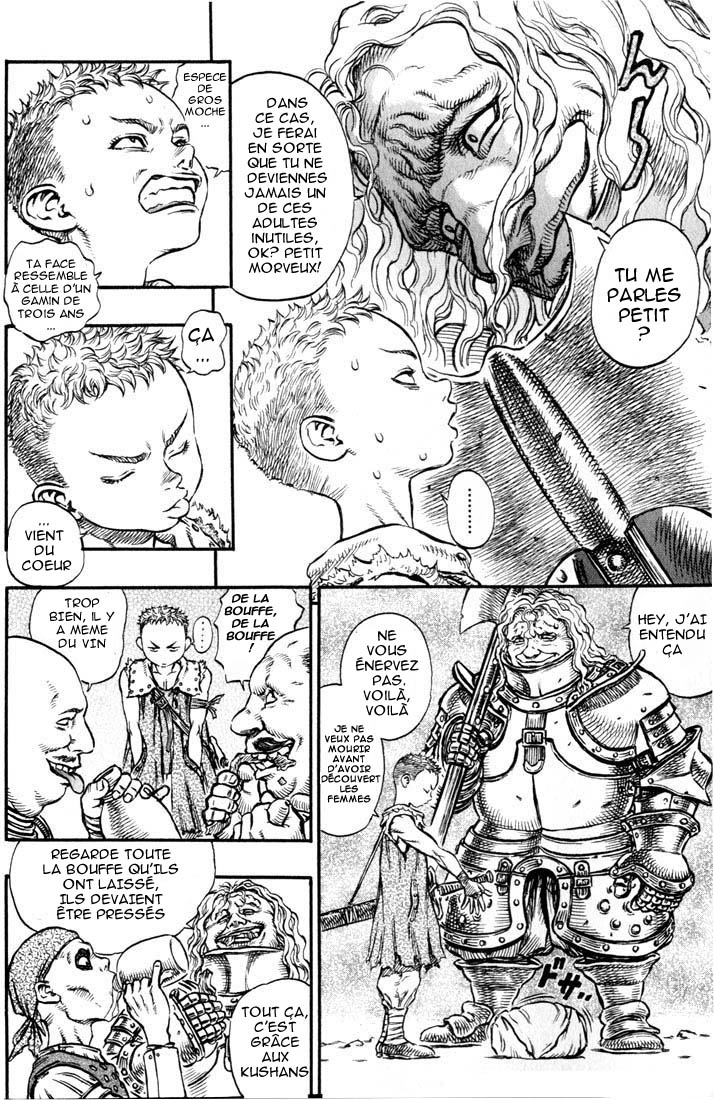 TU ME
PARLES
PETIT
?
DANS
CE CAS,
JE FERAI
EN SORTE
QUE TU NE
DEVIENNES
JAMAIS UN
DE CES
ADULTES
INUTILES,
OK? PETIT
MORVEUX!
......
ESPECE
DE
GROS
MOCHE
...
TA FACE
RESSEMBLE
À CELLE D'UN
GAMIN DE
TROIS ANS ...
...
ÇA
...
...
VIENT
DU
COEUR
HEY, J'AI
ENTENDU
ÇA
NE
VOUS
ÉNERVEZ
PAS.
VOILÀ,
VOILÀ
JE NE
VEUX PAS
MOURIR
AVANT
D'AVOIR
DÉCOUVERT
LES
FEMMES
ドサ..
DE LA
BOUFFE,
DE LA
BOUFFE
!
....
TROP
BIEN, IL Y
A MEME
DU VIN
REGARDE TOUTE
LA BOUFFE QU'ILS
ONT LAISSÉ,
ILS DEVAIENT
ÊTRE PRESSÉS
TOUT ÇA,
C'EST
GRÂCE
AUX
KUSHANS